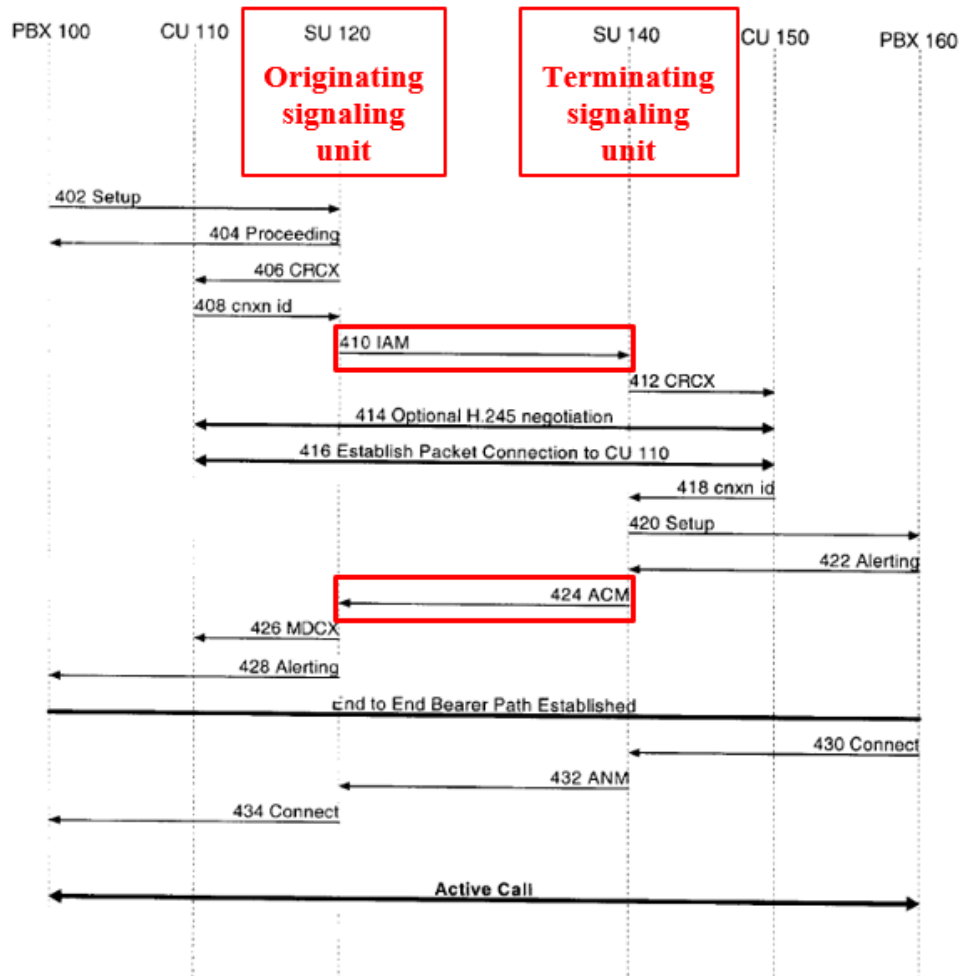 PBX 100 CU 110 SU 120 SU 140 CU 150 PBX 160
Originating
signaling
unit
Terminating
signaling
unit
402 Setup
404 Proceeding
406 CRCX
408 cnxn id
410 IAM
412 CRCX
414 Optional H.245 negotiation
416 Establish Packet Connection to CU 110
418 cnxn id
420 Setup
422 Alerting
424 ACM
426 MDCX
428 Alerting
End to End Bearer Path Established
430 Connect
432 ANM
434 Connect
Active Call